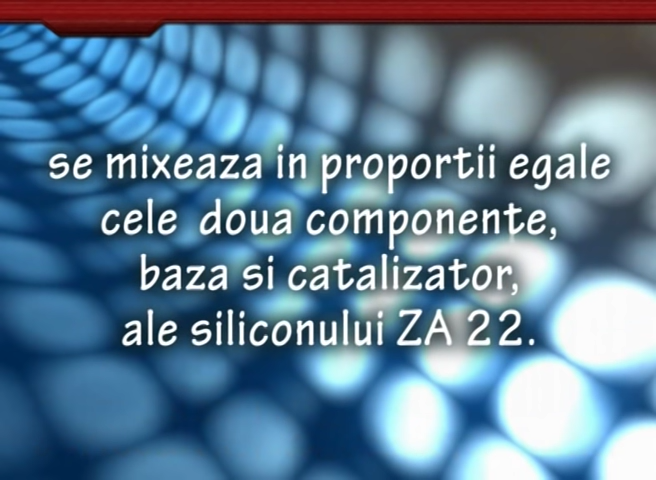 se mixeaza in proportii egale
cele doua componente,
baza si catalizator,
ale siliconului ZA 22.